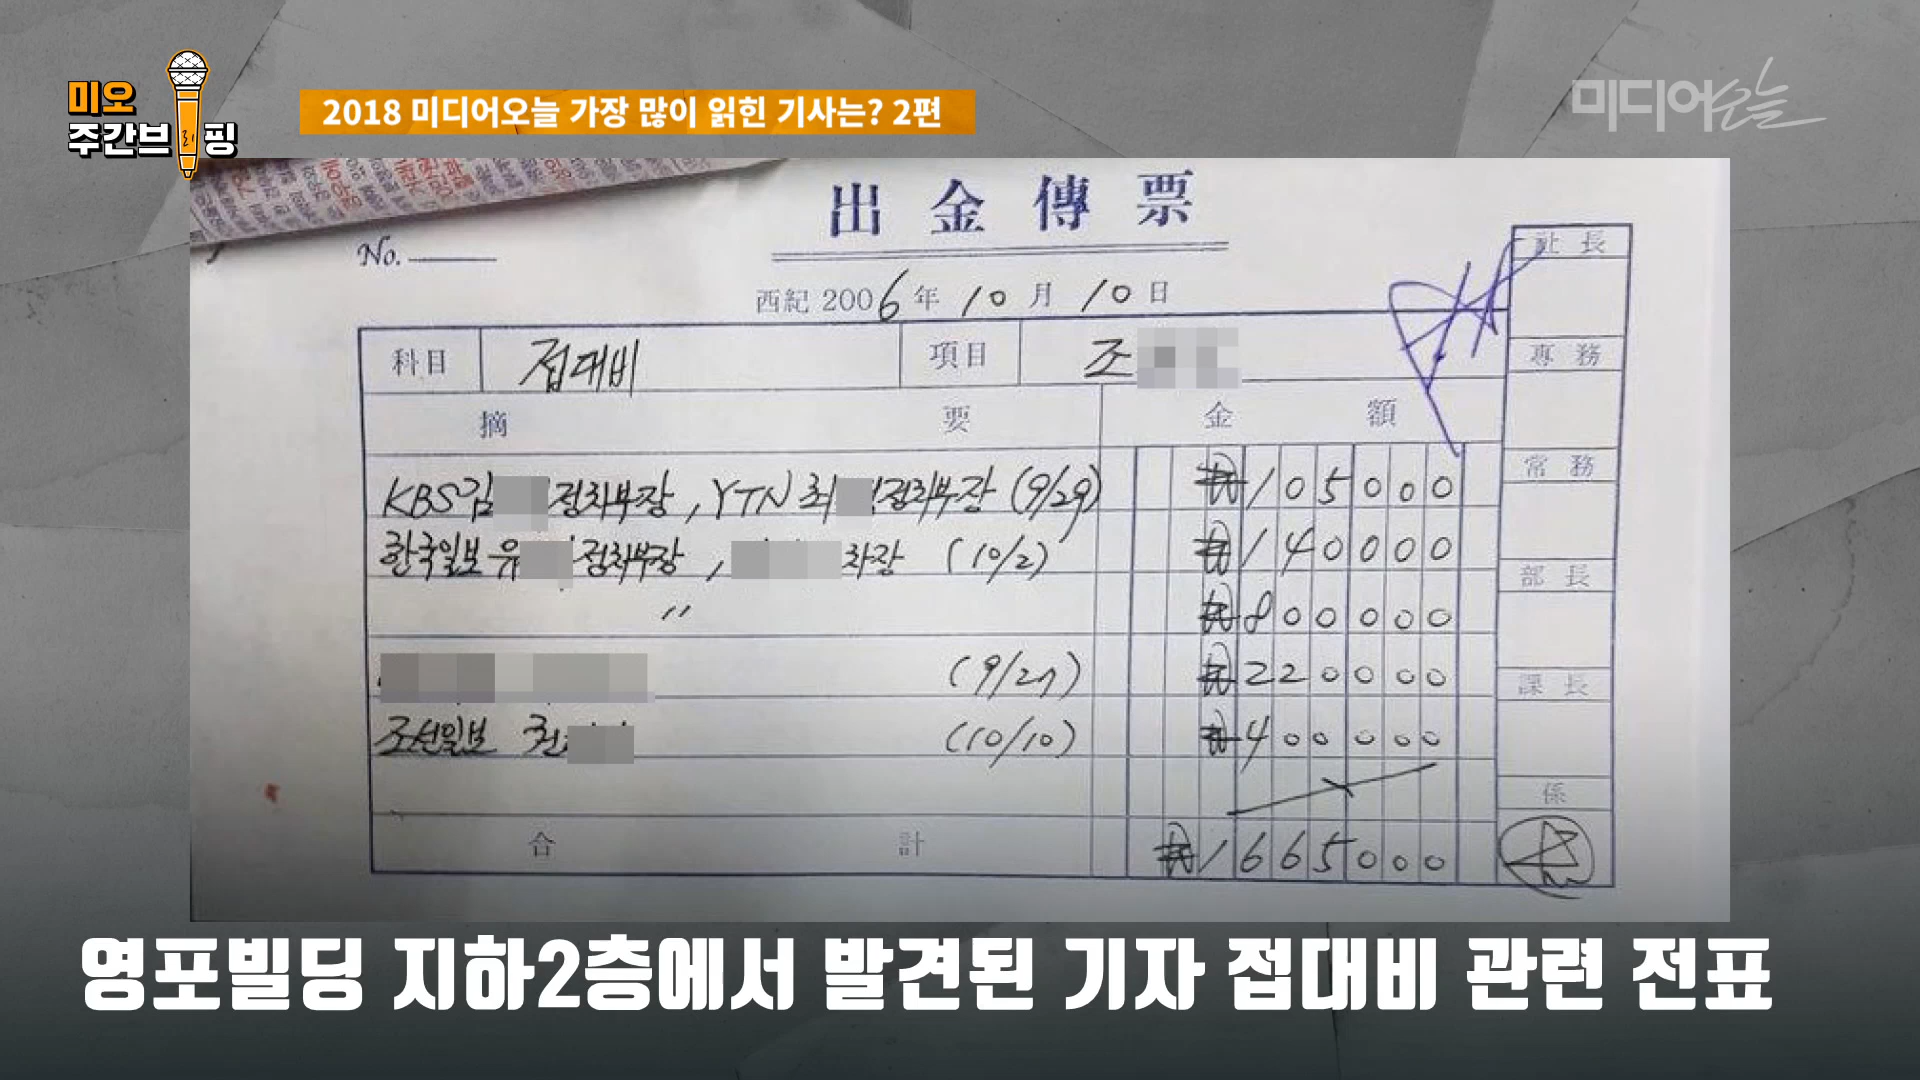 미오
주간브리핑
2018 미디어오늘 가장 많이 읽힌 기사는? 2편
미디어오늘
出金傳票
No.
西紀 2006年 10月 10日
社長
科目 접대비 項目 조
專務
摘要 金額
常務
KBS 김 정치부장, YTN 최 정치부장 (9/29) ₩105000
한국일보 유 정치부장, 차장 (10/2) ₩140000
部長
〃 ₩800000
(9/27) ₩220000
課長
조선일보 권 (10/10) ₩400000
係
合計 ₩1665000
영포빌딩 지하2층에서 발견된 기자 접대비 관련 전표